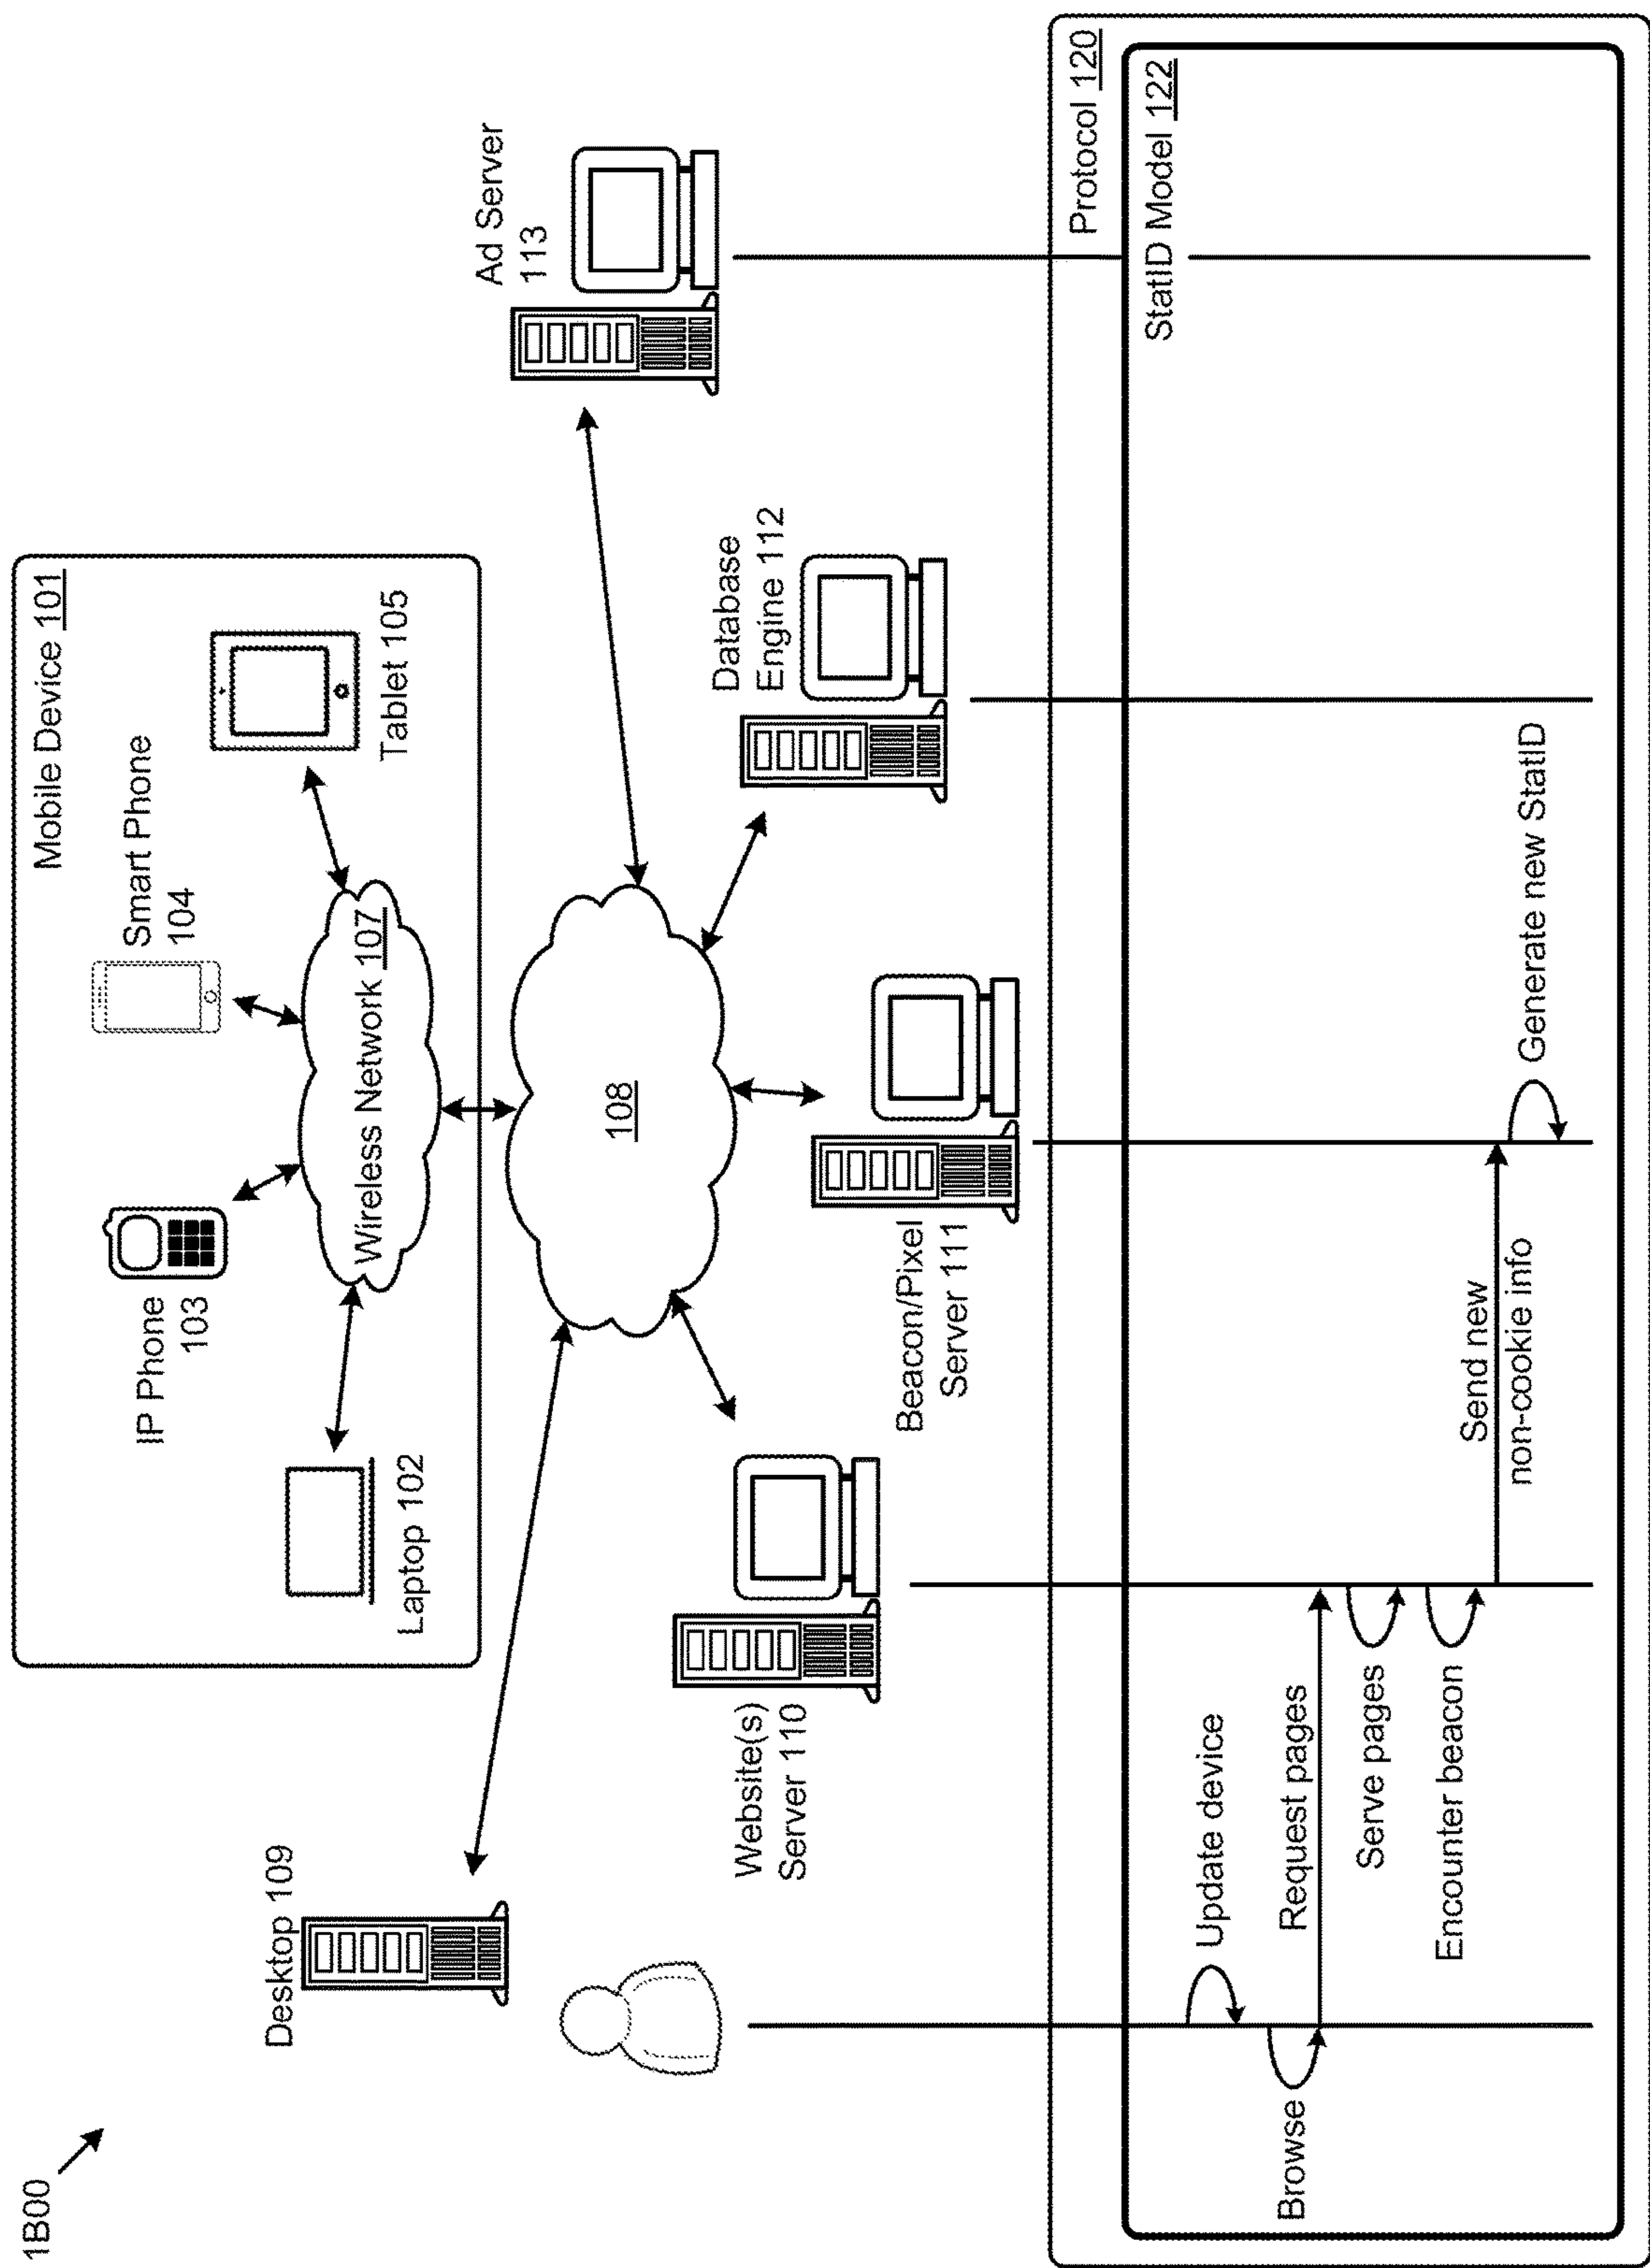 1B00
Mobile Device 101
IP Phone
103
Smart Phone
104
Laptop 102
Wireless Network 107
Tablet 105
Desktop 109
108
Ad Server
113
Website(s)
Server 110
Beacon/Pixel
Server 111
Database
Engine 112
Protocol 120
StatID Model 122
Update device
Browse
Request pages
Serve pages
Encounter beacon
Send new
non-cookie info
Generate new StatID